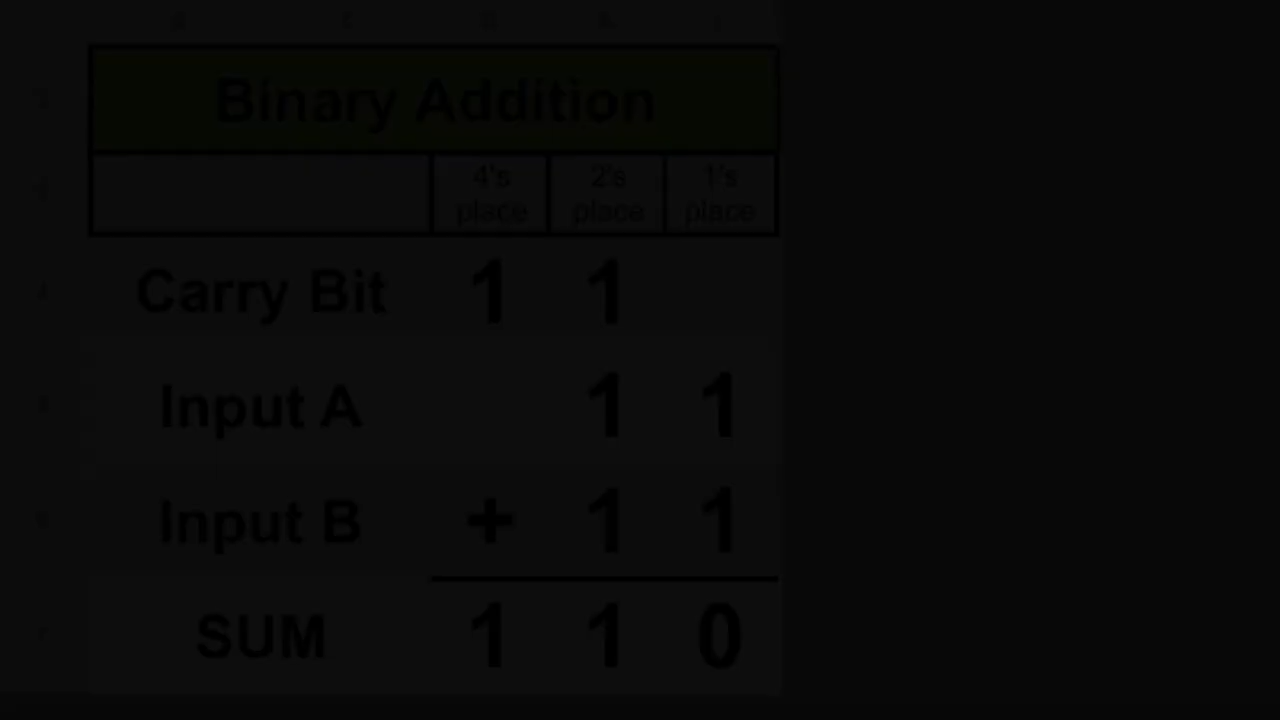 Binary Addition
4's place 2's place 1's place
Carry Bit 1 1
Input A 1 1
Input B + 1 1
SUM 1 1 0